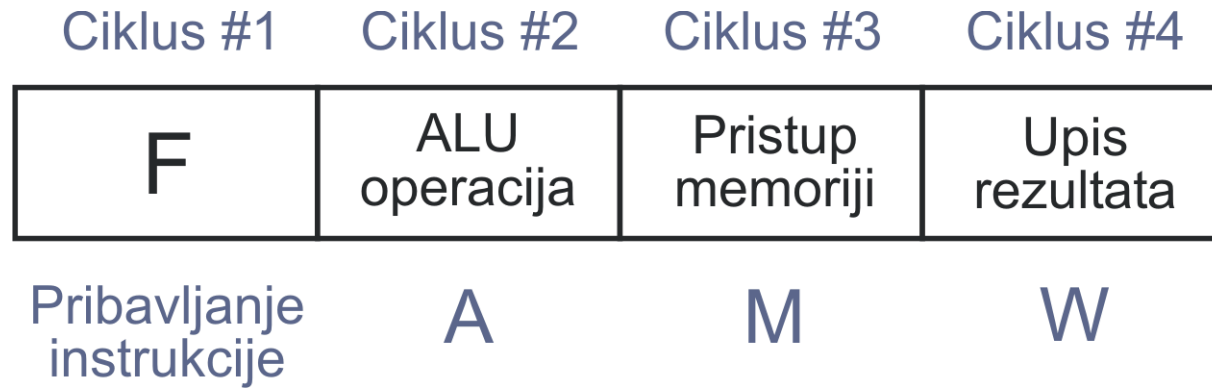 Ciklus #1 Ciklus #2 Ciklus #3 Ciklus #4
F
ALU
operacija
Pristup
memoriji
Upis
rezultata
Pribavljanje
instrukcije
A
M
W